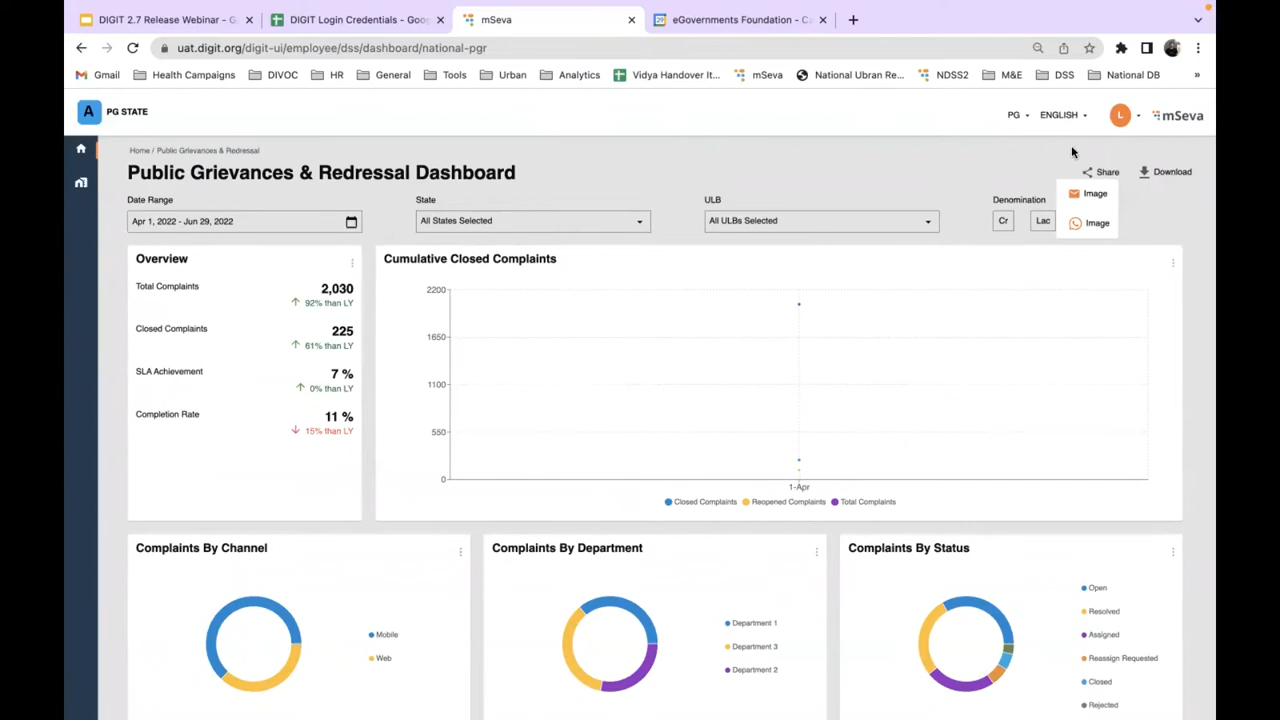 DIGIT 2.7 Release Webinar - G
DIGIT Login Credentials - Goog
mSeva
eGovernments Foundation - Ca
uat.digit.org/digit-ui/employee/dss/dashboard/national-pgr
Gmail
Health Campaigns
DIVOC
HR
General
Tools
Urban
Analytics
Vidya Handover It...
mSeva
National Ubran Re...
NDSS2
M&E
DSS
National DB
»
A
PG STATE
PG
ENGLISH
L
mSeva
Home / Public Grievances & Redressal
Public Grievances & Redressal Dashboard
Share
Download
Image
Image
Date Range
State
ULB
Denomination
Apr 1, 2022 - Jun 29, 2022
All States Selected
All ULBs Selected
Cr
Lac
Overview
Total Complaints
2,030
92% than LY
Closed Complaints
225
61% than LY
SLA Achievement
7 %
0% than LY
Completion Rate
11 %
15% than LY
Cumulative Closed Complaints
2200
1650
1100
550
0
1-Apr
Closed Complaints
Reopened Complaints
Total Complaints
Complaints By Channel
Mobile
Web
Complaints By Department
Department 1
Department 3
Department 2
Complaints By Status
Open
Resolved
Assigned
Reassign Requested
Closed
Rejected